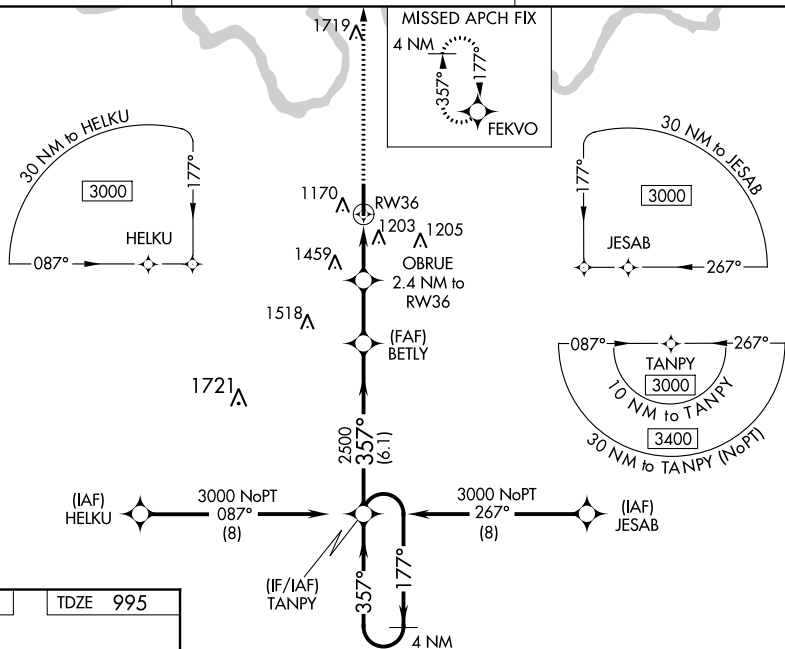 1719
MISSED APCH FIX
4 NM
357°
177°
FEKVO
30 NM to HELKU
3000
177°
HELKU
087°
30 NM to JESAB
3000
177°
JESAB
267°
1170
RW36
1203
1205
1459
OBRUE
2.4 NM to
RW36
1518
(FAF)
BETLY
1721
087°
267°
TANPY
3000
10 NM to TANPY
3400
30 NM to TANPY (NoPT)
2500
357°
(6.1)
(IAF)
HELKU
3000 NoPT
087°
(8)
3000 NoPT
267°
(8)
(IAF)
JESAB
(IF/IAF)
TANPY
357°
177°
4 NM
TDZE 995